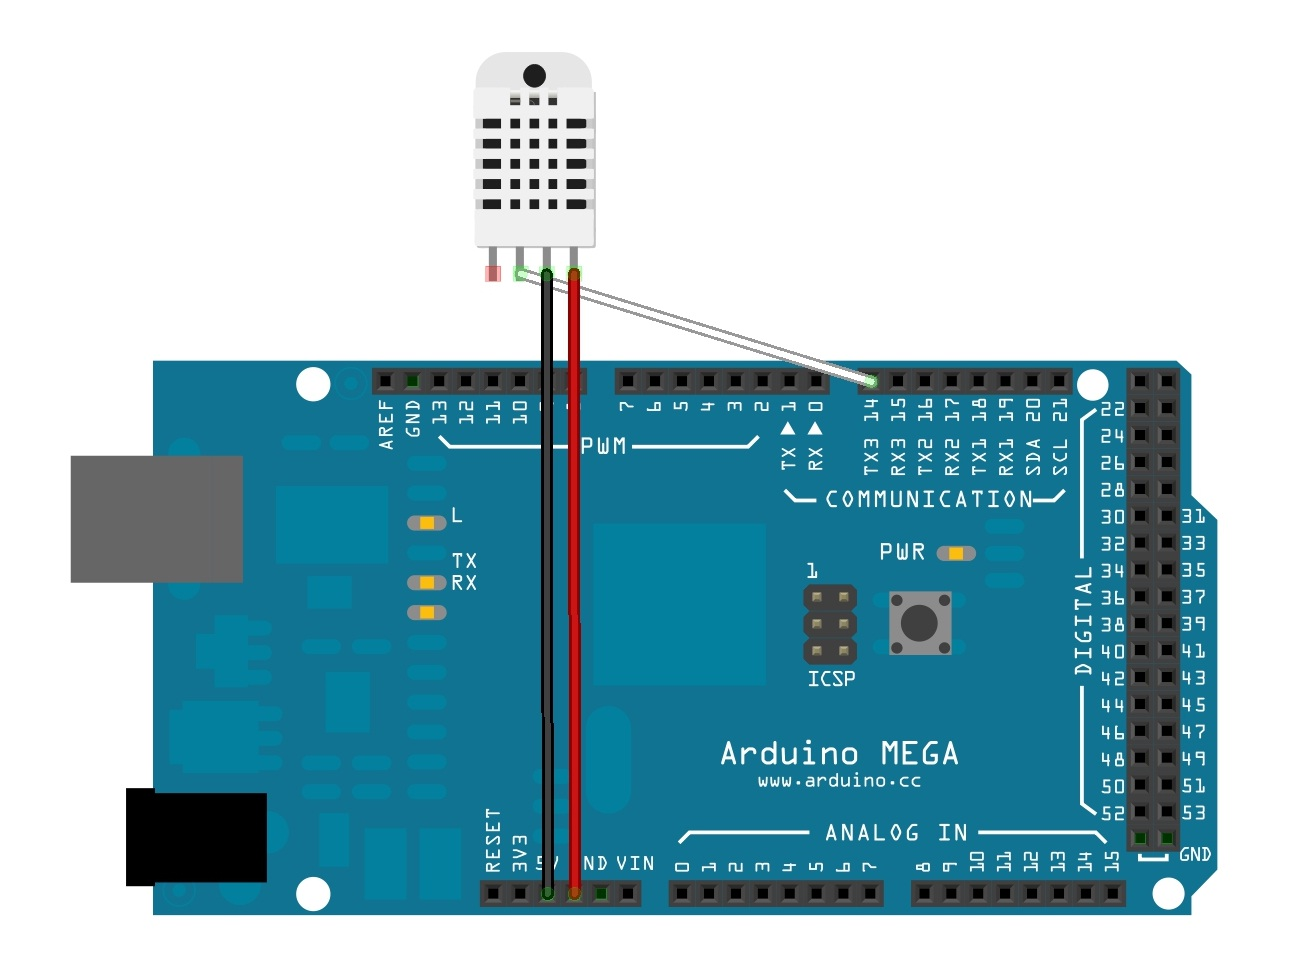 AREF GND 13 12 11 10 7 6 5 4 3 2 TX 1 RX 0 TX3 14 RX3 15 TX2 16 RX2 17 TX1 18 RX1 19 SDA 20 SCL 21
PWM
COMMUNICATION
L
TX
RX
PWR
1
ICSP
Arduino MEGA
www.arduino.cc
RESET 3V3 5V ND VIN
ANALOG IN
0 1 2 3 4 5 6 7 8 9 10 11 12 13 14 15
DIGITAL
22
24
26
28
30 31
32 33
34 35
36 37
38 39
40 41
42 43
44 45
46 47
48 49
50 51
52 53
GND